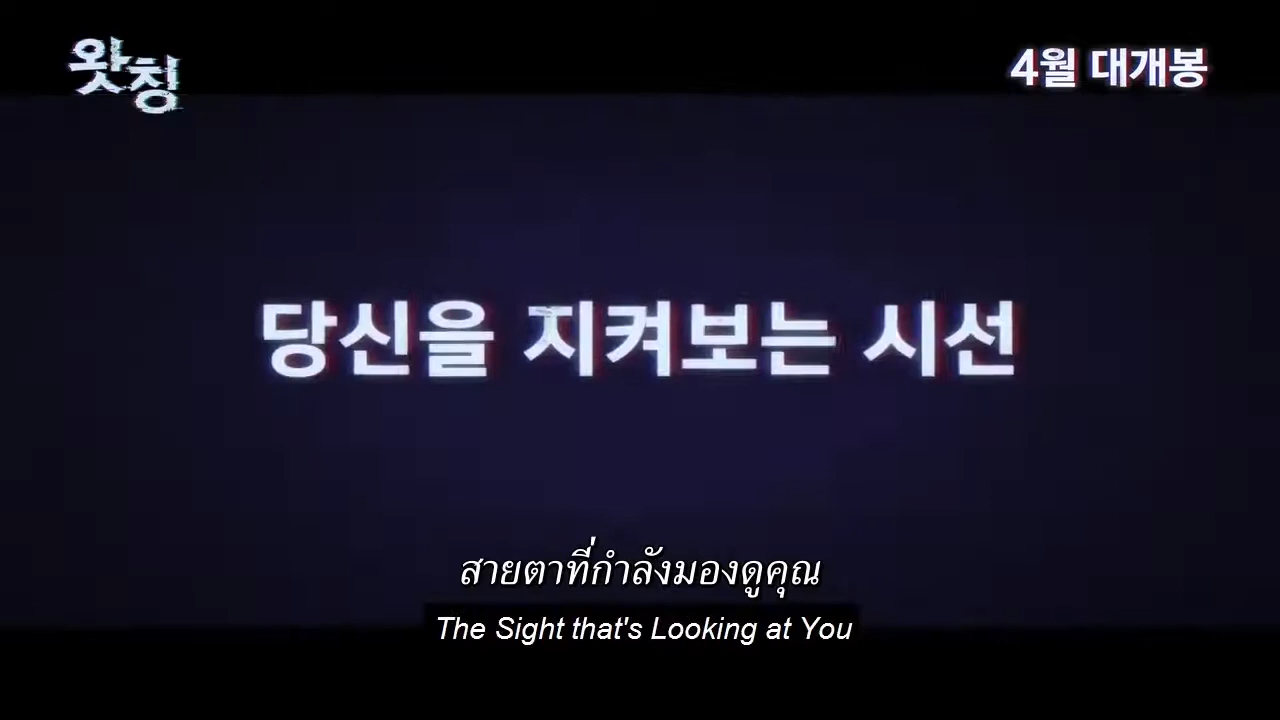 왓칭
4월 대개봉
당신을 지켜보는 시선
สายตาที่กำลังมองดูคุณ
The Sight that's Looking at You